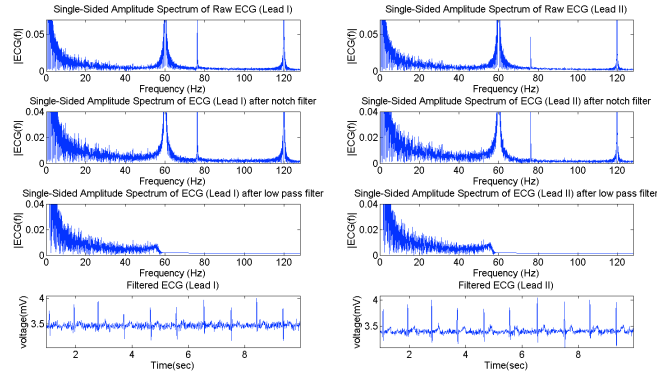 Single-Sided Amplitude Spectrum of Raw ECG (Lead I)
|ECG(f)|
0.05
0
0 20 40 60 80 100 120
Frequency (Hz)
Single-Sided Amplitude Spectrum of Raw ECG (Lead II)
|ECG(f)|
0.05
0
0 20 40 60 80 100 120
Frequency (Hz)
Single-Sided Amplitude Spectrum of ECG (Lead I) after notch filter
|ECG(f)|
0.04
0.02
0
0 20 40 60 80 100 120
Frequency (Hz)
Single-Sided Amplitude Spectrum of ECG (Lead II) after notch filter
|ECG(f)|
0.04
0.02
0
0 20 40 60 80 100 120
Frequency (Hz)
Single-Sided Amplitude Spectrum of ECG (Lead I) after low pass filter
|ECG(f)|
0.04
0.02
0
0 20 40 60 80 100 120
Frequency (Hz)
Single-Sided Amplitude Spectrum of ECG (Lead II) after low pass filter
|ECG(f)|
0.04
0.02
0
0 20 40 60 80 100 120
Frequency (Hz)
Filtered ECG (Lead I)
voltage(mV)
4
3.5
2 4 6 8
Time(sec)
Filtered ECG (Lead II)
voltage(mV)
4
3.5
2 4 6 8
Time(sec)